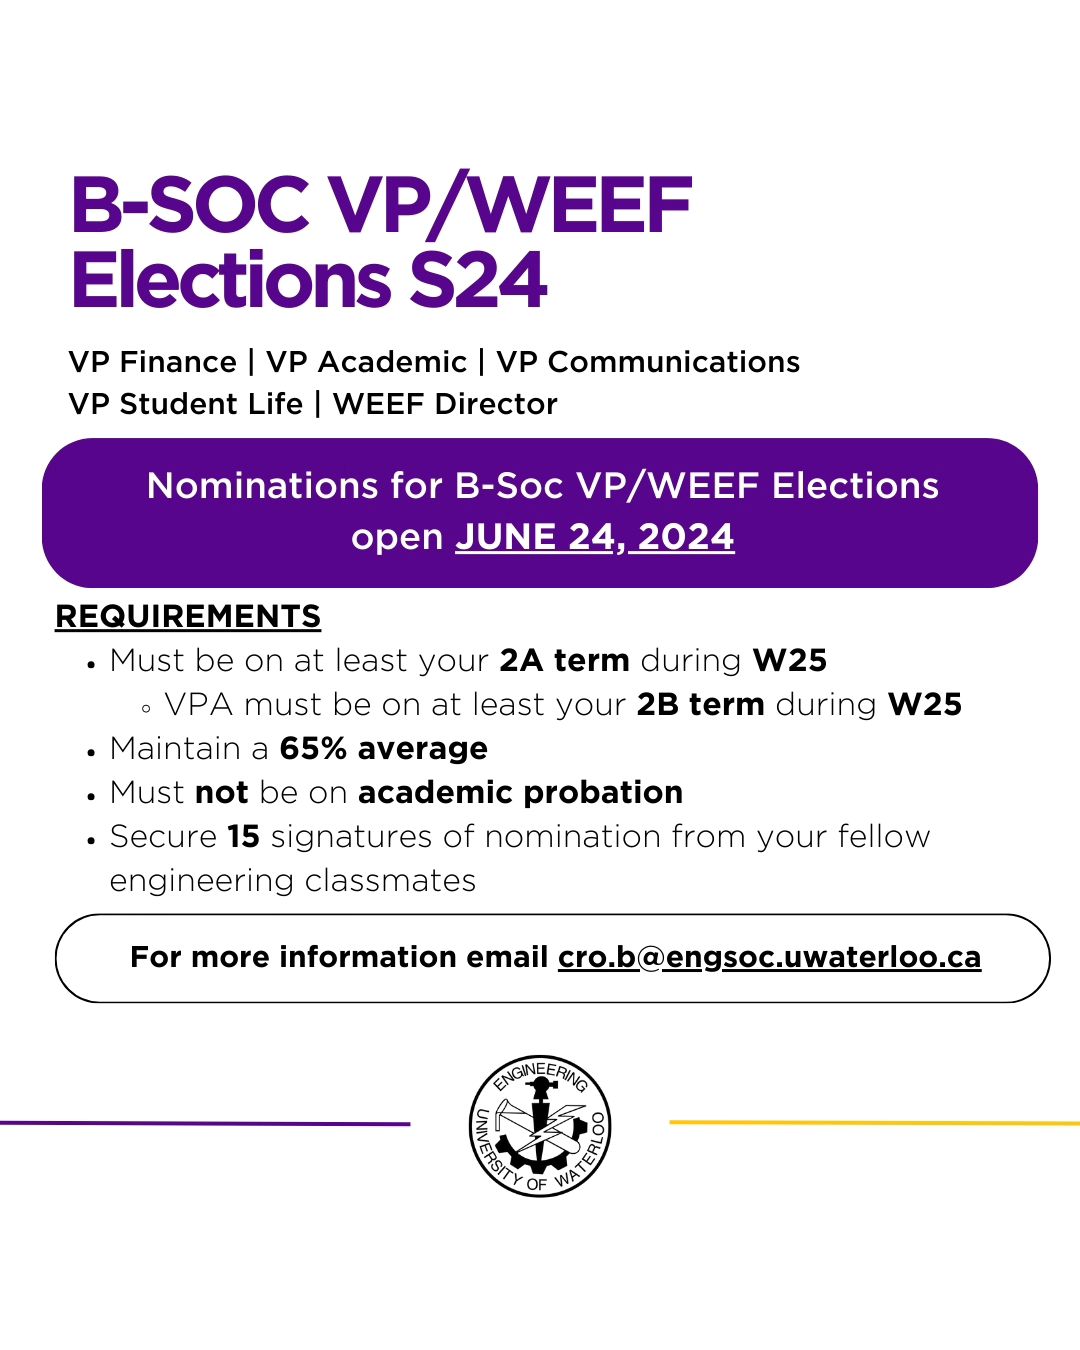 B-SOC VP/WEEF
Elections S24
VP Finance | VP Academic | VP Communications
VP Student Life | WEEF Director
Nominations for B-Soc VP/WEEF Elections
open JUNE 24, 2024
REQUIREMENTS
• Must be on at least your 2A term during W25
◦ VPA must be on at least your 2B term during W25
• Maintain a 65% average
• Must not be on academic probation
• Secure 15 signatures of nomination from your fellow
engineering classmates
For more information email cro.b@engsoc.uwaterloo.ca
ENGINEERING
UNIVERSITY OF WATERLOO